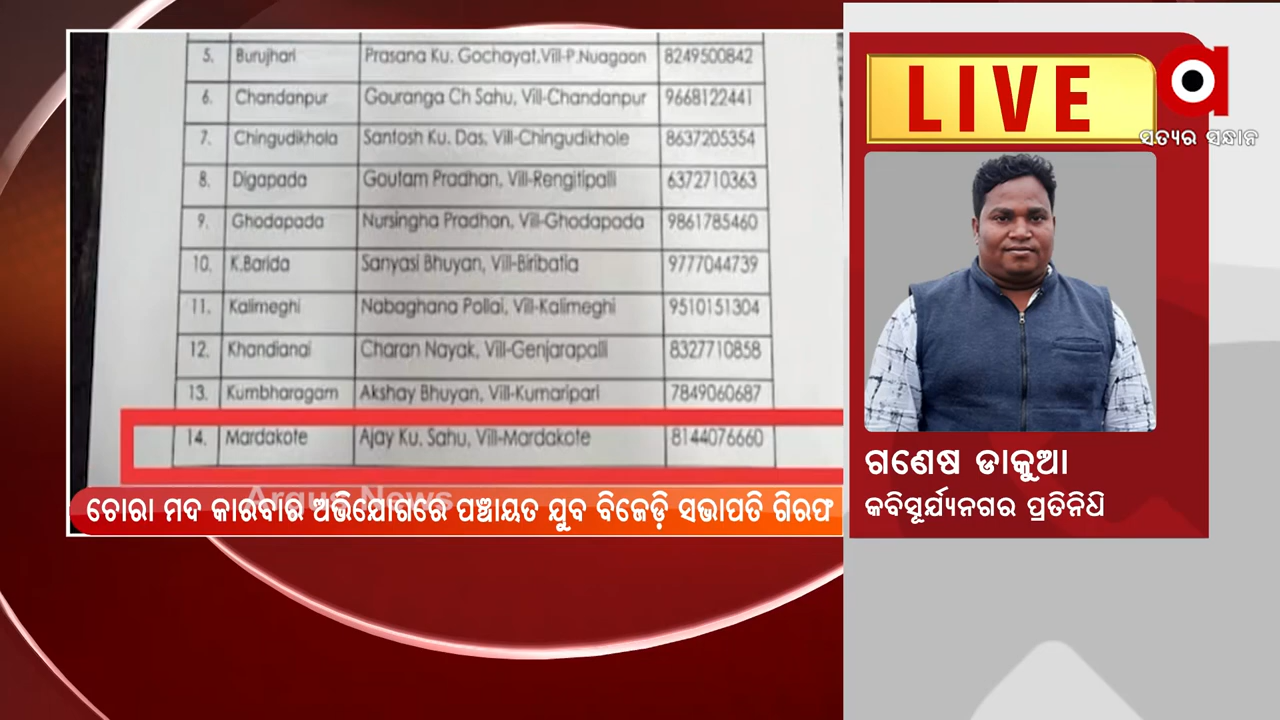 5. Burujhari Prasana Ku. Gochayat,Vill-P.Nuagaon 8249500842
6. Chandanpur Gouranga Ch Sahu, Vill-Chandanpur 9668122441
7. Chingudikhola Santosh Ku. Das, Vill-Chingudikhole 8637205354
8. Digapada Goutam Pradhan, Vill-Rengitipalli 6372710363
9. Ghodapada Nursingha Pradhan, Vill-Ghodapada 9861785460
10. K.Barida Sanyasi Bhuyan, Vill-Biribatia 9777044739
11. Kalimeghi Nabaghana Pollai, Vill-Kalimeghi 9510151304
12. Khandianai Charan Nayak, Vill-Genjarapalli 8327710858
13. Kumbharagam Akshay Bhuyan, Vill-Kumaripari 7849060687
14. Mardakote Ajay Ku. Sahu, Vill-Mardakote 8144076660
Argus News
ଚୋରା ମଦ କାରବାର ଅଭିଯୋଗରେ ପଞ୍ଚାୟତ ଯୁବ ବିଜେଡ଼ି ସଭାପତି ଗିରଫ
LIVE
ସତ୍ୟର ସନ୍ଧାନ
ଗଣେଷ ଡାକୁଆ
କବିସୂର୍ଯ୍ୟନଗର ପ୍ରତିନିଧି